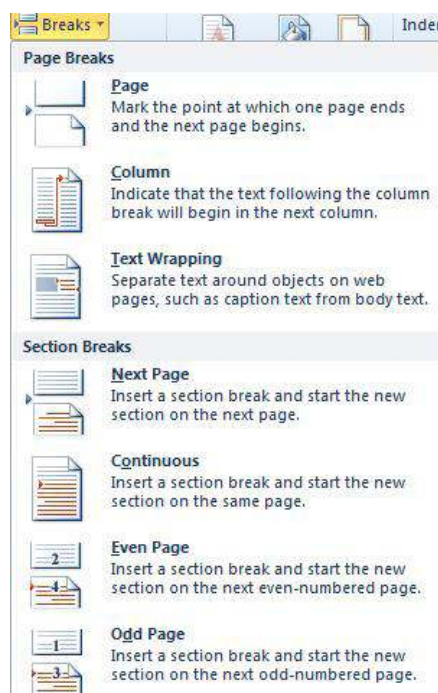 Breaks
Inde
Page Breaks
Page
Mark the point at which one page ends
and the next page begins.
Column
Indicate that the text following the column
break will begin in the next column.
Text Wrapping
Separate text around objects on web
pages, such as caption text from body text.
Section Breaks
Next Page
Insert a section break and start the new
section on the next page.
Continuous
Insert a section break and start the new
section on the same page.
2
Even Page
Insert a section break and start the new
4
section on the next even-numbered page.
1
Odd Page
Insert a section break and start the new
3
section on the next odd-numbered page.